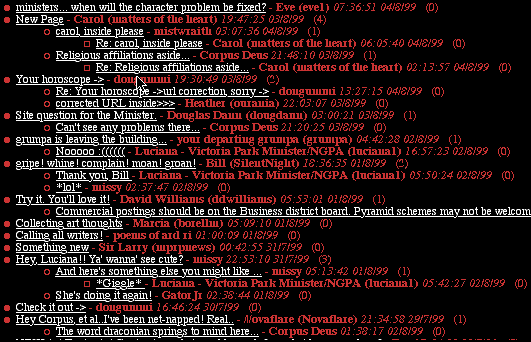 ministers... when will the character problem be fixed? - Eve (eve1) 07:36:51 04/8/99 (0)
New Page - Carol (matters of the heart) 19:47:25 03/8/99 (4)
carol, inside please - mistwraith 03:07:36 04/8/99 (1)
Re: carol, inside please - Carol (matters of the heart) 06:05:40 04/8/99 (0)
Religious affiliations aside... - Corpus Deus 21:48:10 03/8/99 (1)
Re: Religious affiliations aside... - Carol (matters of the heart) 02:13:57 04/8/99 (0)
Your horoscope -> - dougummi 19:50:49 03/8/99 (2)
Re: Your horoscope ->url correction, sorry -> - dougummi 13:27:15 04/8/99 (0)
corrected URL inside>>> - Heather (ourania) 22:03:07 03/8/99 (0)
Site question for the Minister. - Douglas Dann (dougdann) 03:00:21 03/8/99 (1)
Can't see any problems there... - Corpus Deus 21:20:25 03/8/99 (0)
grumpa is leaving the building... - your departing grumpa (grumpa) 04:42:28 02/8/99 (1)
Noooo :(((((( - Luciana - Victoria Park Minister/NGPA (luciana1) 16:57:23 02/8/99 (0)
gripe! whine! complain! moan! groan! - Bill (SilentNight) 18:36:35 01/8/99 (2)
Thank you, Bill - Luciana - Victoria Park Minister/NGPA (luciana1) 05:50:24 02/8/99 (0)
*lol* - missy 02:37:47 02/8/99 (0)
Try it. You'll love it! - David Williams (ddwilliams) 05:53:01 01/8/99 (1)
Commercial postings should be on the Business district board. Pyramid schemes may not be welcom
Collecting art thoughts - Marcia (borellin) 05:09:10 01/8/99 (0)
Calling all writers! - poems of ard ri 01:00:09 01/8/99 (0)
Something new - Sir Larry (mprpnews) 00:42:55 31/7/99 (0)
Hey, Luciana!! Ya' wanna' see cute? - missy 22:53:10 31/7/99 (3)
And here's something else you might like ... - missy 05:13:42 01/8/99 (1)
*Giggle* - Luciana - Victoria Park Minister/NGPA (luciana1) 05:42:27 02/8/99 (0)
She's doing it again! - GatorJr 02:38:44 01/8/99 (0)
Check it out -> - dougummi 16:46:24 30/7/99 (0)
Hey Corpus, et al. I've been net-napped! Real.. - Novaflare (Novaflare) 21:34:58 29/7/99 (1)
The word draconian springs to mind here... - Corpus Deus 01:38:17 02/8/99 (0)